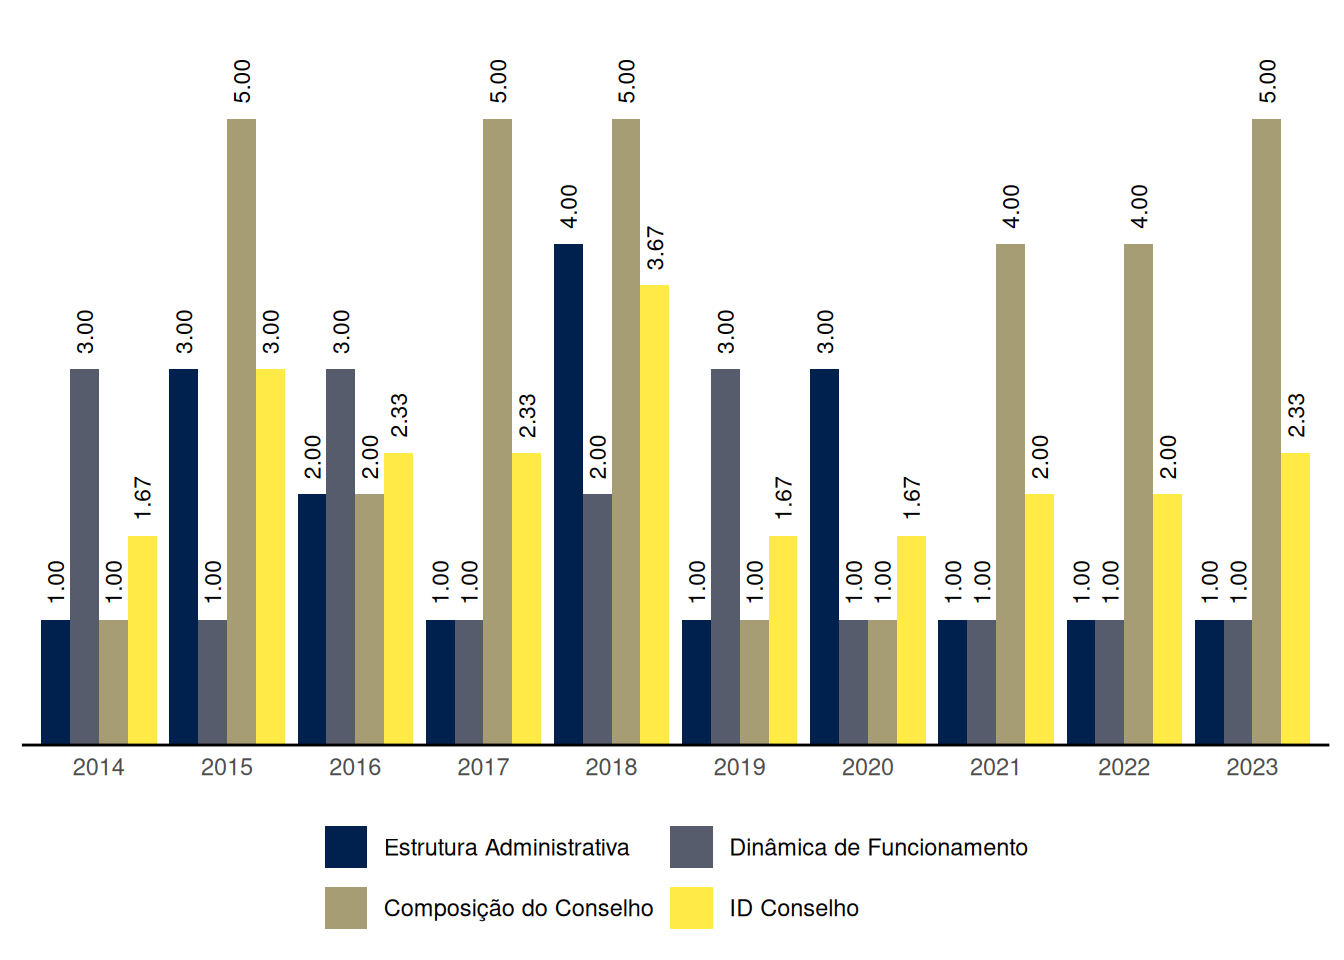 1.00 3.00 1.00 1.67
3.00 1.00 5.00 3.00
2.00 3.00 2.00 2.33
1.00 1.00 5.00 2.33
4.00 2.00 5.00 3.67
1.00 3.00 1.00 1.67
3.00 1.00 1.00 1.67
1.00 1.00 4.00 2.00
1.00 1.00 4.00 2.00
1.00 1.00 5.00 2.33
2014 2015 2016 2017 2018 2019 2020 2021 2022 2023
Estrutura Administrativa Dinâmica de Funcionamento
Composição do Conselho ID Conselho